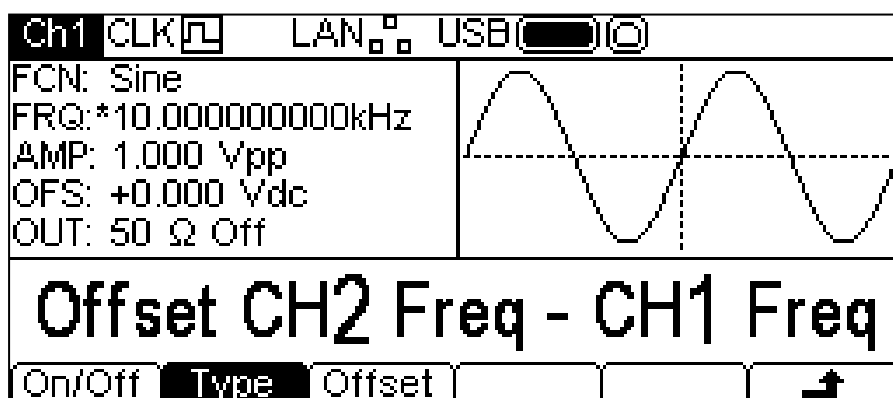 Ch1 CLK LAN USB
FCN: Sine
FRQ:*10.000000000kHz
AMP: 1.000 Vpp
OFS: +0.000 Vdc
OUT: 50 Ω Off
Offset CH2 Freq - CH1 Freq
On/Off Type Offset